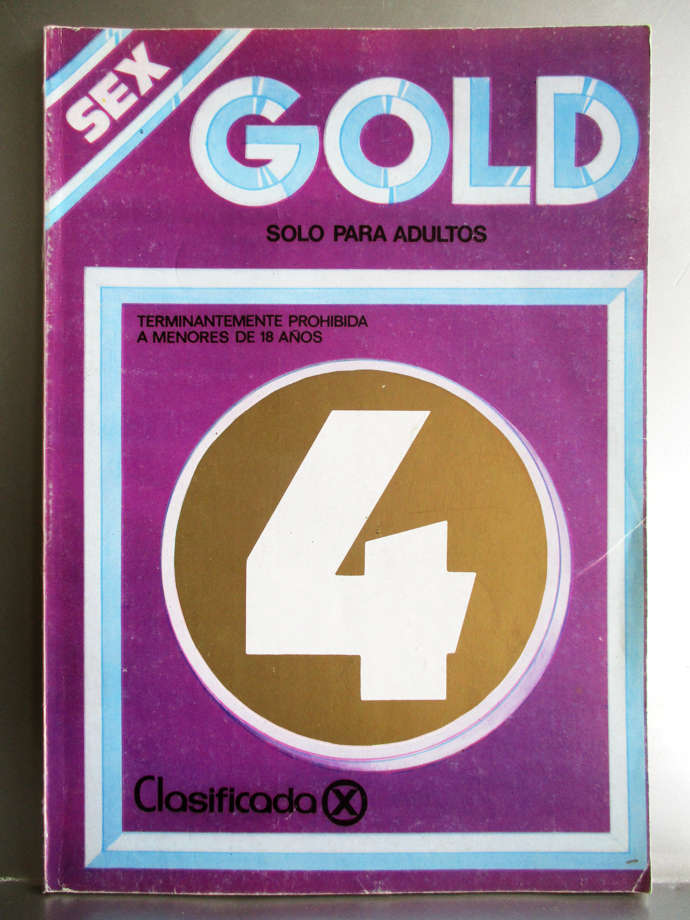 SEX
GOLD
SOLO PARA ADULTOS
TERMINANTEMENTE PROHIBIDA
A MENORES DE 18 AÑOS
4
Clasificada X